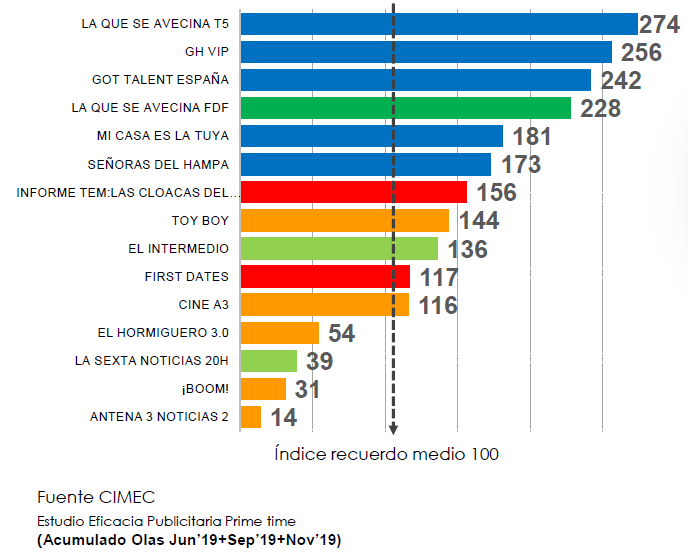 LA QUE SE AVECINA T5 274
GH VIP 256
GOT TALENT ESPAÑA 242
LA QUE SE AVECINA FDF 228
MI CASA ES LA TUYA 181
SEÑORAS DEL HAMPA 173
INFORME TEM:LAS CLOACAS DEL... 156
TOY BOY 144
EL INTERMEDIO 136
FIRST DATES 117
CINE A3 116
EL HORMIGUERO 3.0 54
LA SEXTA NOTICIAS 20H 39
¡BOOM! 31
ANTENA 3 NOTICIAS 2 14
Índice recuerdo medio 100
Fuente CIMEC
Estudio Eficacia Publicitaria Prime time
(Acumulado Olas Jun’19+Sep’19+Nov’19)